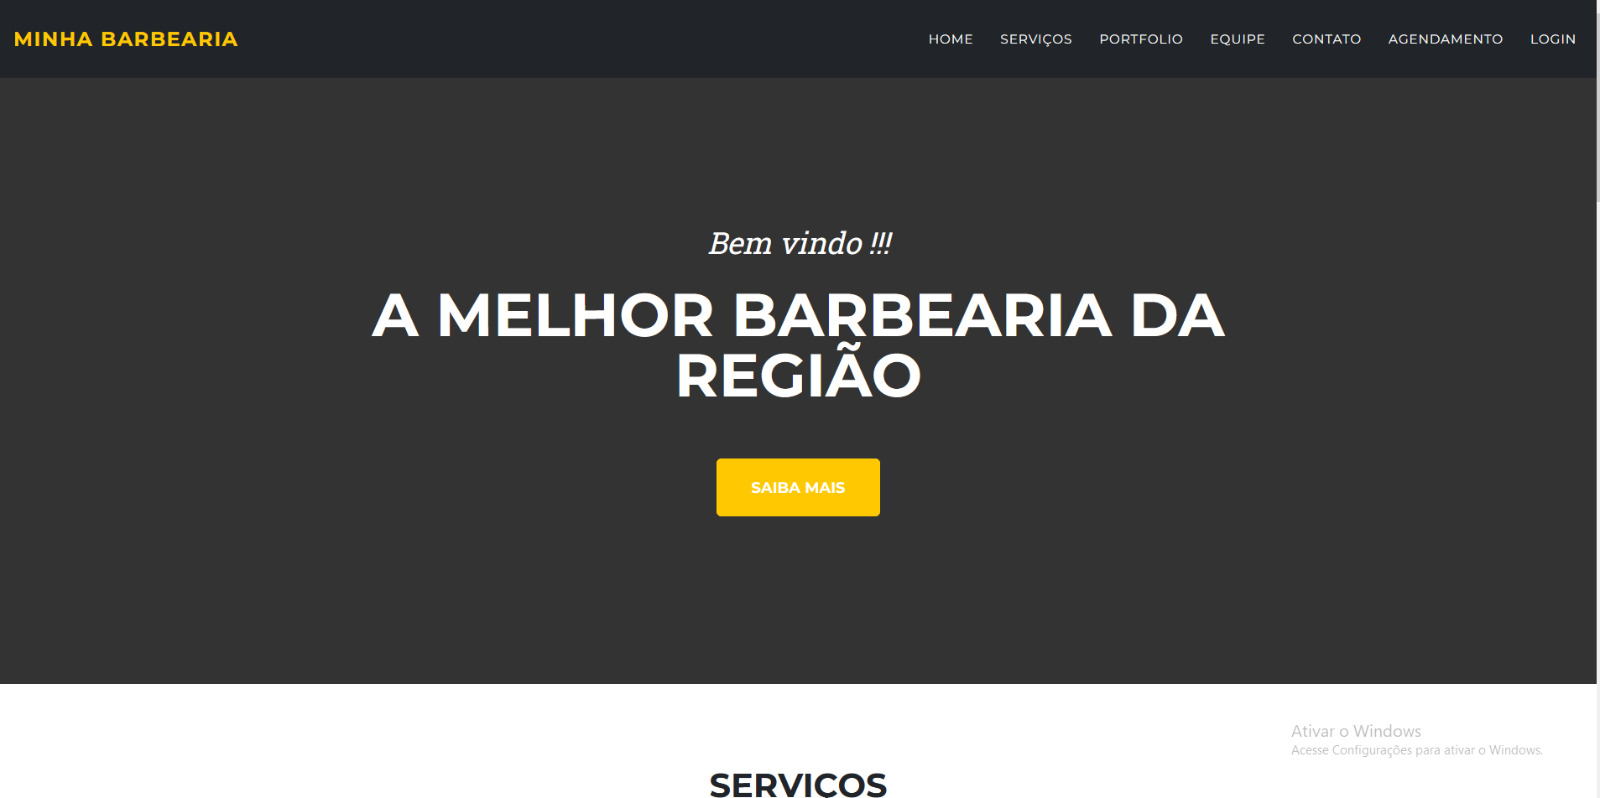 MINHA BARBEARIA
HOME SERVIÇOS PORTFOLIO EQUIPE CONTATO AGENDAMENTO LOGIN
Bem vindo !!!
A MELHOR BARBEARIA DA
REGIÃO
SAIBA MAIS
Ativar o Windows
Acesse Configurações para ativar o Windows.
SERVIÇOS